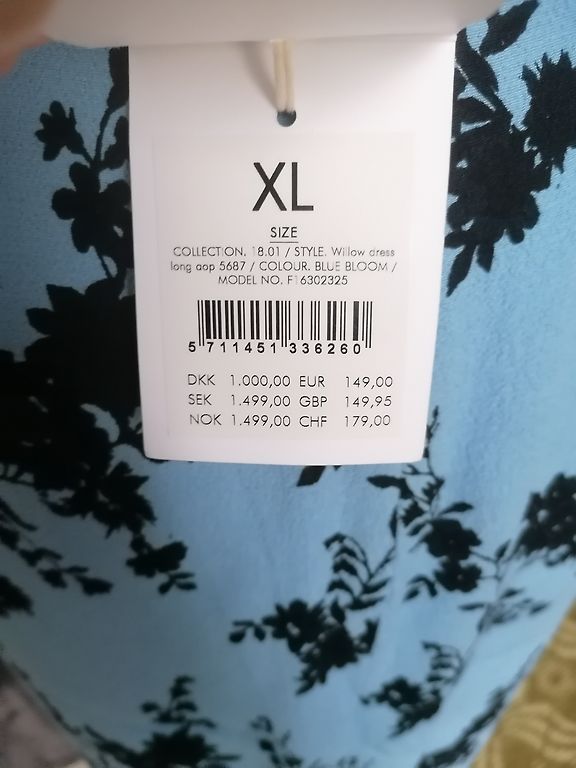 XL
SIZE
COLLECTION. 18.01 / STYLE. Willow dress
long aop 5687 / COLOUR. BLUE BLOOM /
MODEL NO. F16302325
5 711451 336260
DKK 1.000,00 EUR 149,00
SEK 1.499,00 GBP 149,95
NOK 1.499,00 CHF 179,00